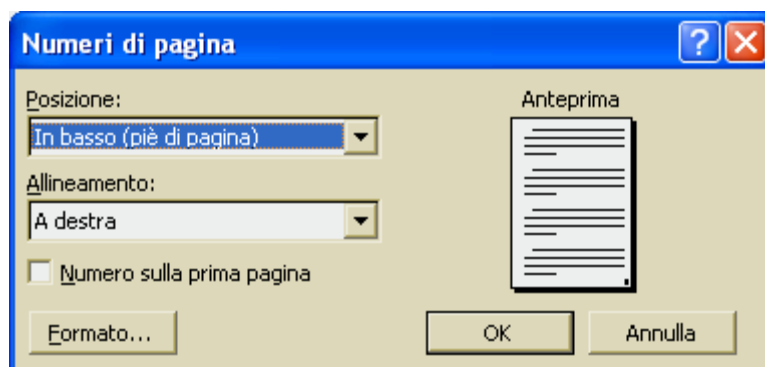 Numeri di pagina
Posizione:
Anteprima
In basso (piè di pagina)
Allineamento:
A destra
Numero sulla prima pagina
Formato...
OK
Annulla